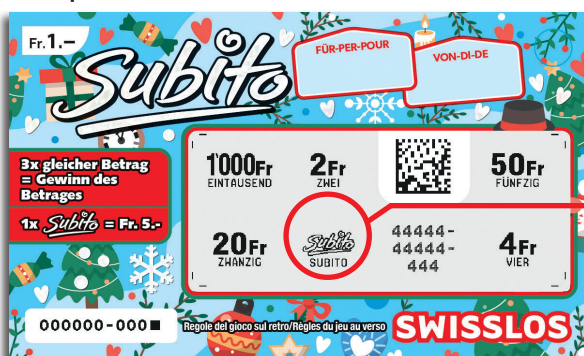 Fr.1.–
Subito
FÜR-PER-POUR
VON-DI-DE
3x gleicher Betrag
= Gewinn des
Betrages
1x Subito = Fr. 5.-
1'000Fr
EINTAUSEND
2Fr
ZWEI
50Fr
FÜNFZIG
20Fr
ZWANZIG
Subito
SUBITO
44444-
44444-
444
4Fr
VIER
000000-000
Regole del gioco sul retro/Règles du jeu au verso
SWISSLOS